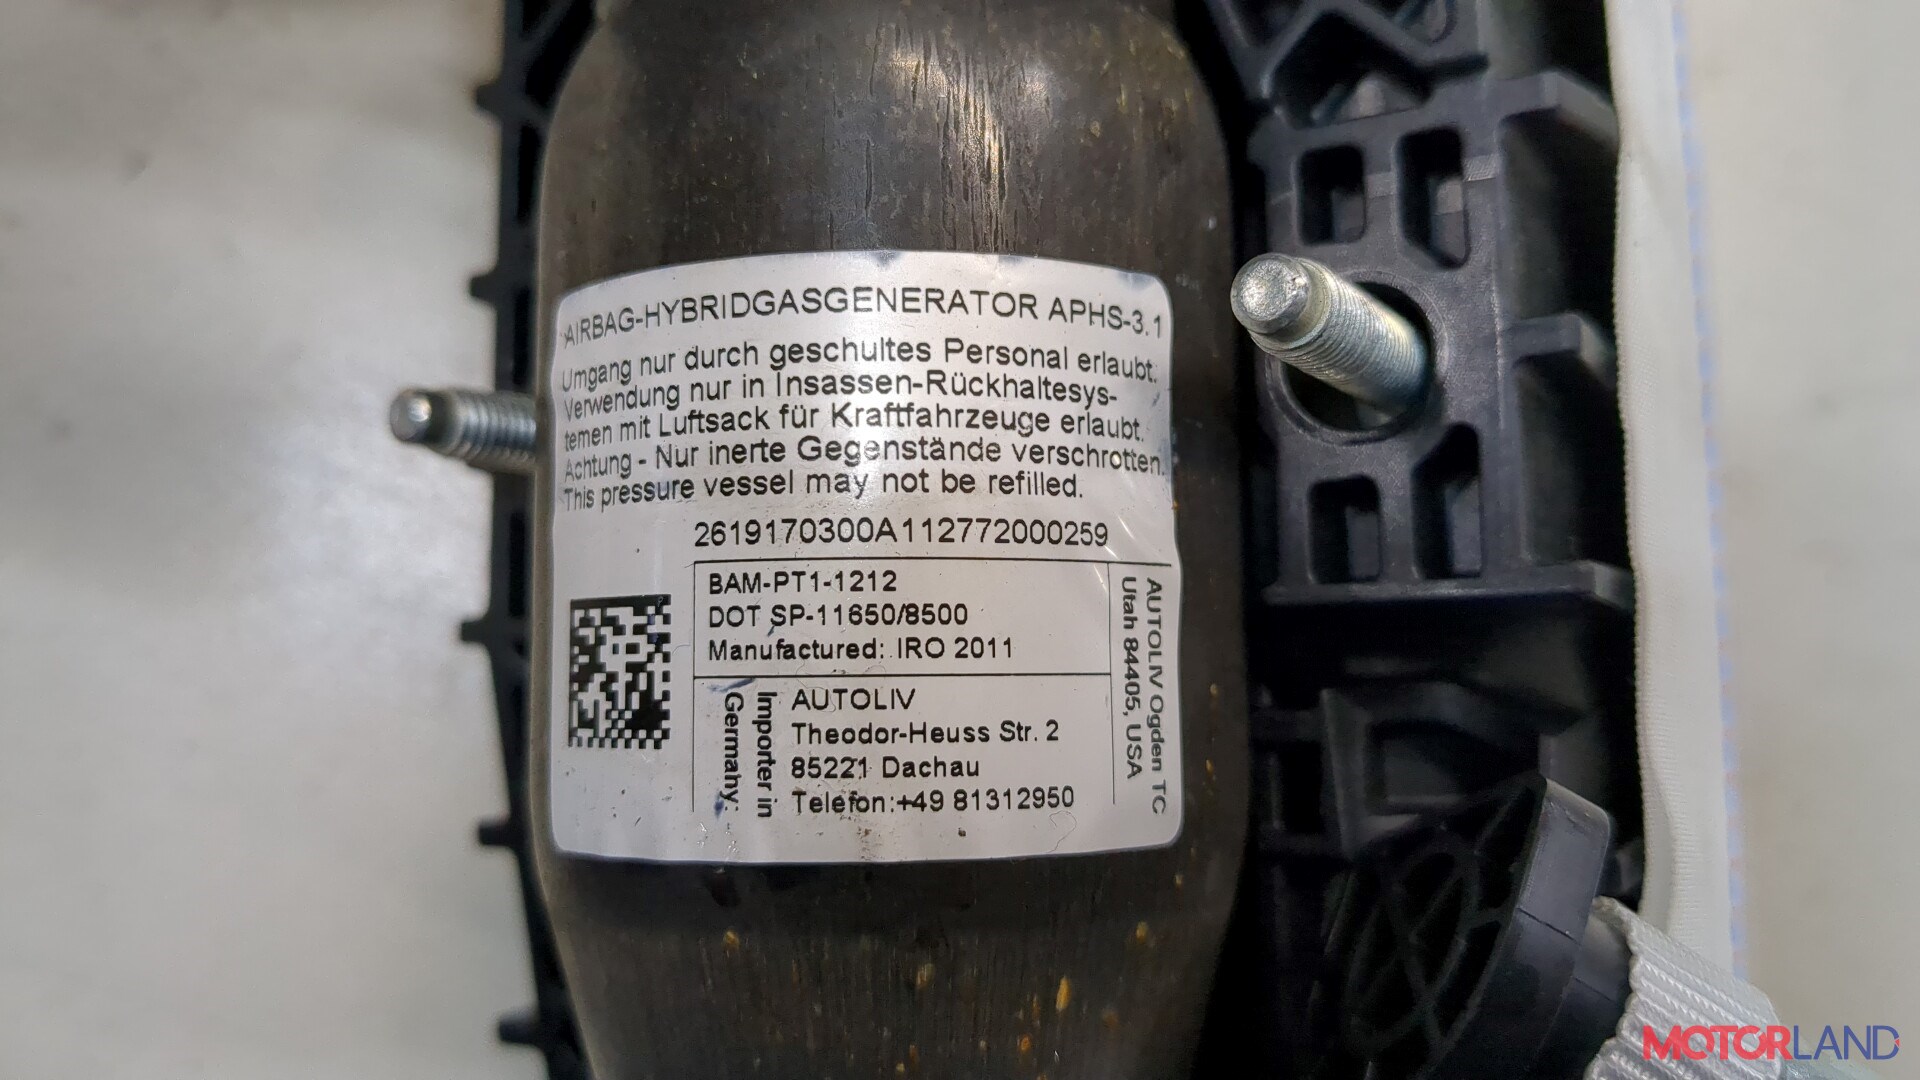 AIRBAG-HYBRIDGASGENERATOR APHS-3.1
Umgang nur durch geschultes Personal erlaubt.
Verwendung nur in Insassen-Rückhaltesys-
temen mit Luftsack für Kraftfahrzeuge erlaubt.
Achtung - Nur inerte Gegenstände verschrotten.
This pressure vessel may not be refilled.
2619170300A112772000259
BAM-PT1-1212
DOT SP-11650/8500
Manufactured: IRO 2011
AUTOLIV Ogden TC
Utah 84405, USA
Importer in
Germany:
AUTOLIV
Theodor-Heuss Str. 2
85221 Dachau
Telefon:+49 81312950
MOTORLAND